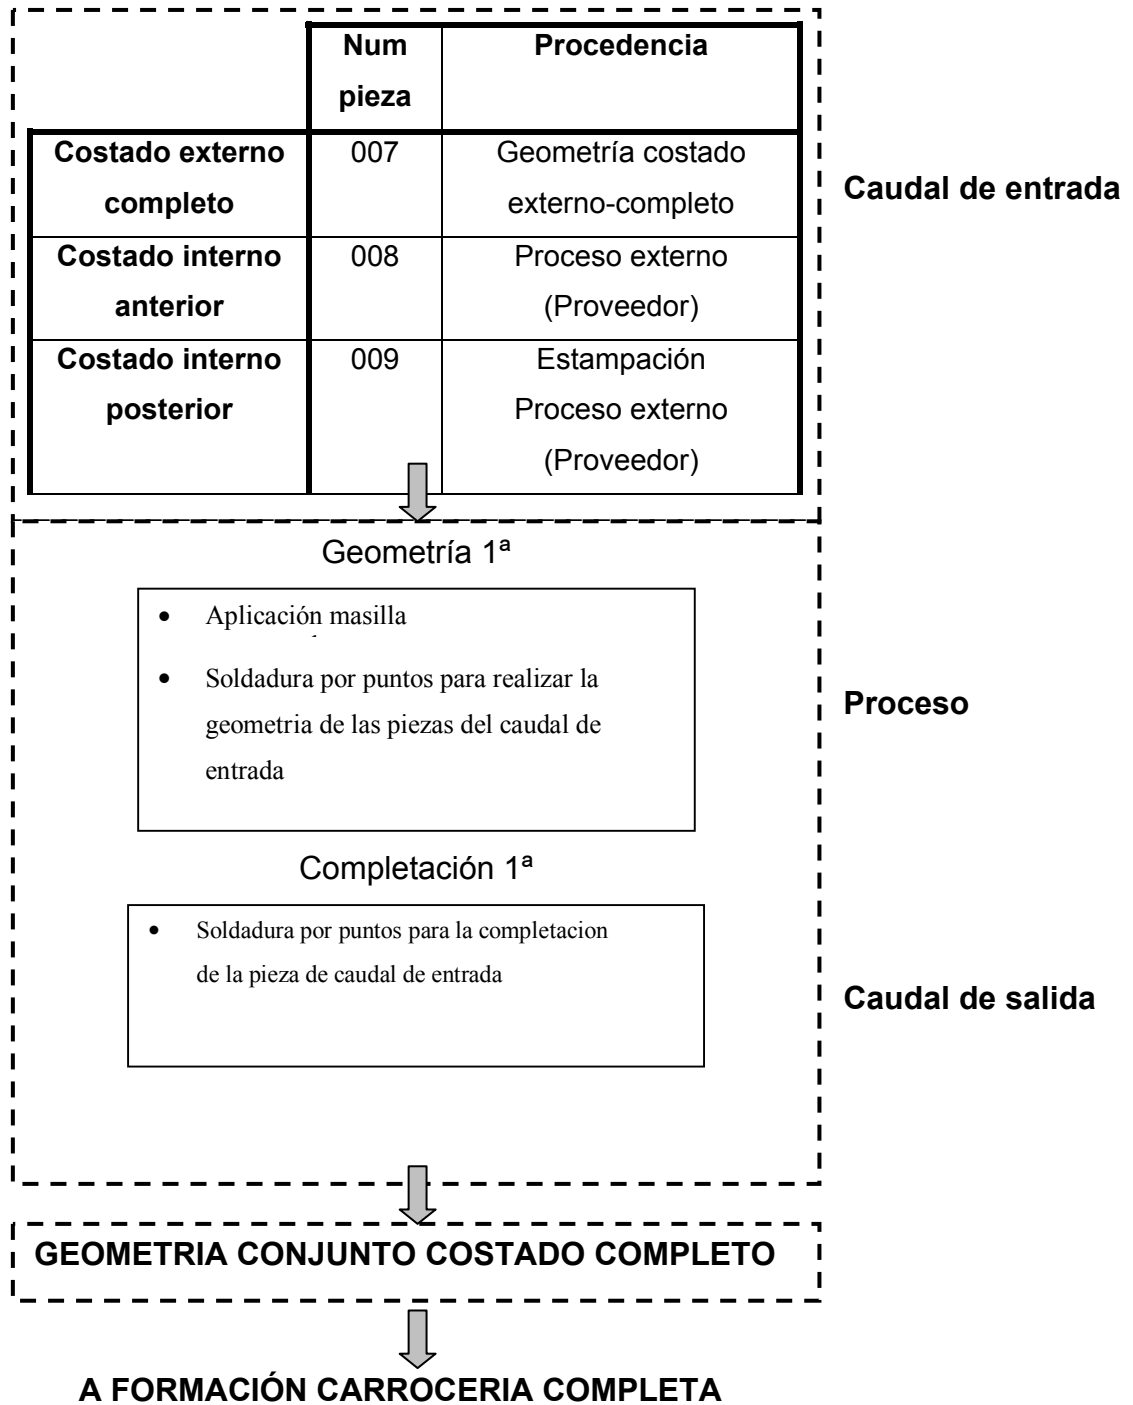 Num Procedencia
pieza
Costado externo 007 Geometría costado
completo externo-completo
Caudal de entrada
Costado interno 008 Proceso externo
anterior (Proveedor)
Costado interno 009 Estampación
posterior Proceso externo
(Proveedor)
Geometría 1ª
• Aplicación masilla
• Soldadura por puntos para realizar la
geometria de las piezas del caudal de
entrada
Proceso
Completación 1ª
• Soldadura por puntos para la completacion
de la pieza de caudal de entrada
Caudal de salida
GEOMETRIA CONJUNTO COSTADO COMPLETO
A FORMACIÓN CARROCERIA COMPLETA